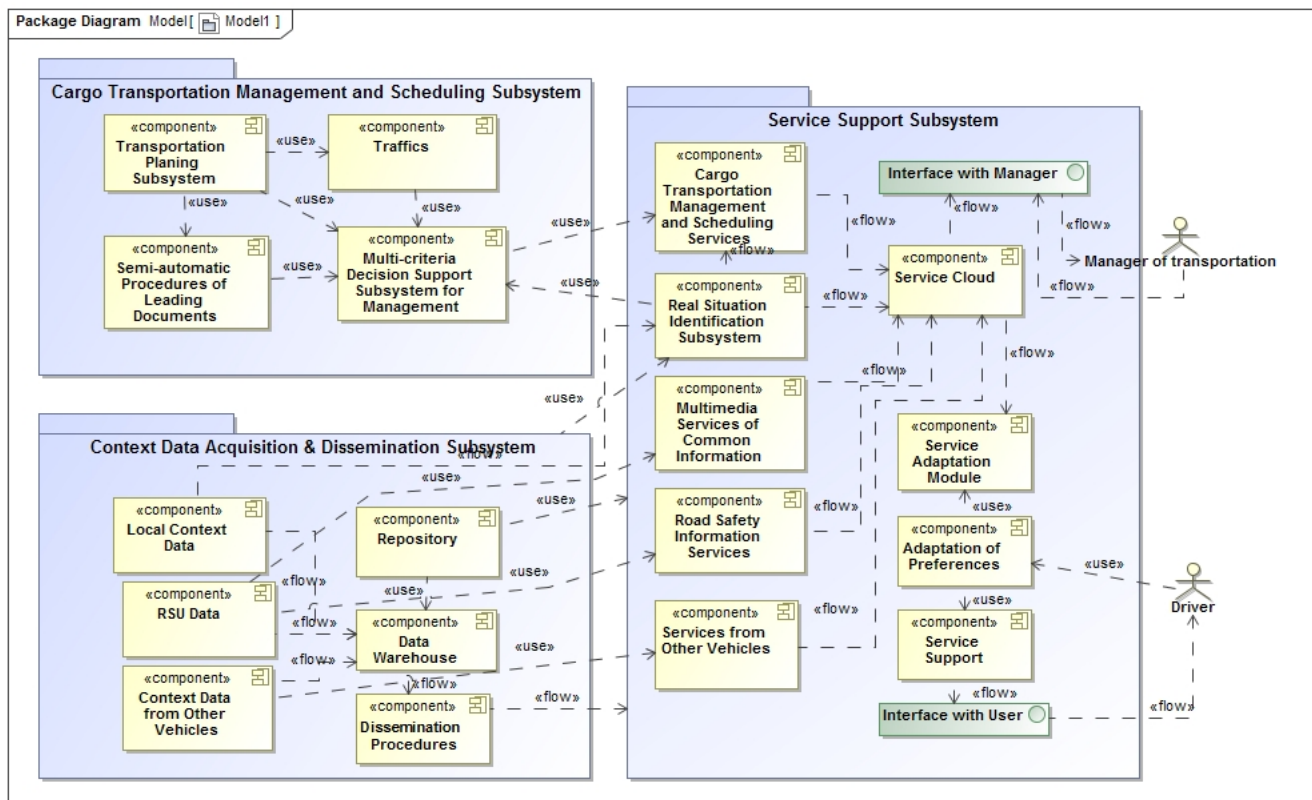 Package Diagram Model[ Model1 ]
Cargo Transportation Management and Scheduling Subsystem
«component»
Transportation
Planing
Subsystem
«use»
«component»
Traffics
«use»
«use»
«use»
«component»
Semi-automatic
Procedures of
Leading
Documents
«use»
«component»
Multi-criteria
Decision Support
Subsystem for
Management
«use»
«use»
Service Support Subsystem
«component»
Cargo
Transportation
Management
and Scheduling
Services
«flow»
«flow»
Interface with Manager
«flow»
«flow»
«flow»
Manager of transportation
«component»
Service Cloud
«component»
Real Situation
Identification
Subsystem
«flow»
«flow»
«flow»
«component»
Multimedia
Services of
Common
Information
«component»
Service
Adaptation
Module
«use»
«component»
Road Safety
Information
Services
«flow»
«component»
Adaptation of
Preferences
«use»
«use»
Driver
«component»
Services from
Other Vehicles
«flow»
«component»
Service
Support
«flow»
Interface with User
«flow»
«use»
Context Data Acquisition & Dissemination Subsystem
«flow»
«use»
«component»
Local Context
Data
«flow»
«component»
Repository
«use»
«use»
«use»
«component»
RSU Data
«flow»
«component»
Data
Warehouse
«flow»
«use»
«component»
Context Data
from Other
Vehicles
«flow»
«component»
Dissemination
Procedures
«flow»